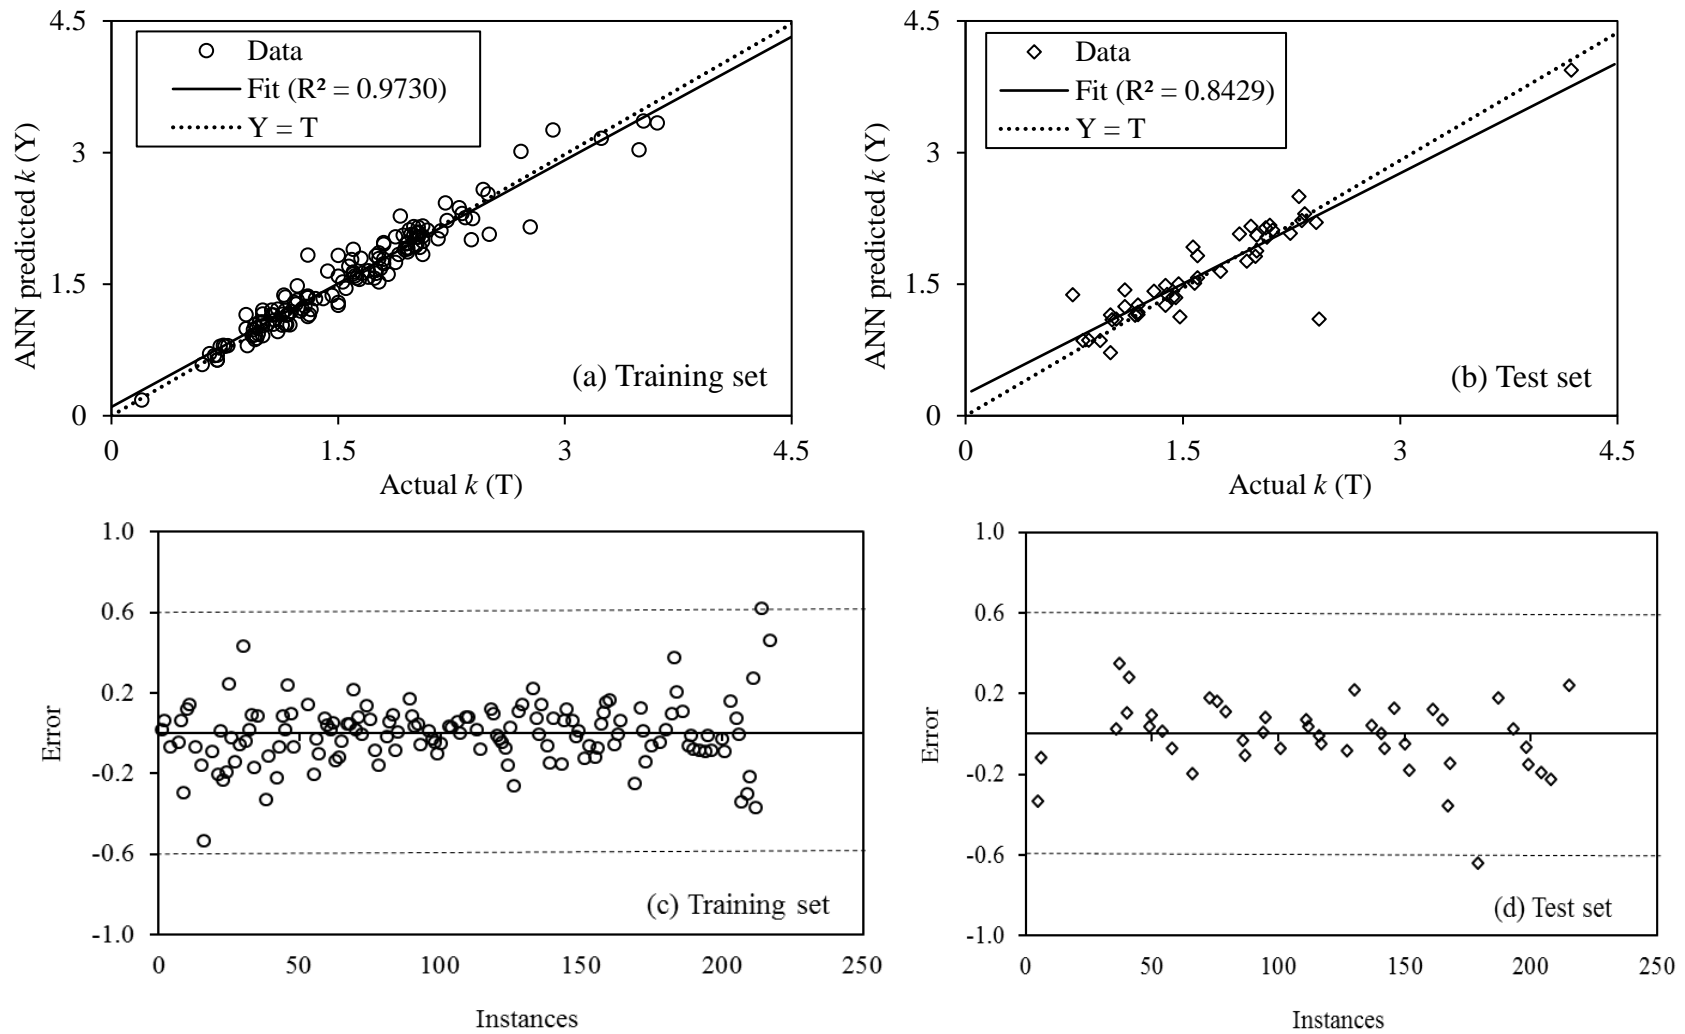 4.5
3
1.5
0
ANN predicted k (Y)
Data
Fit (R² = 0.9730)
Y = T
(a) Training set
0 1.5 3 4.5
Actual k (T)
4.5
3
1.5
0
ANN predicted k (Y)
Data
Fit (R² = 0.8429)
Y = T
(b) Test set
0 1.5 3 4.5
Actual k (T)
1.0
0.6
0.2
-0.2
-0.6
-1.0
Error
(c) Training set
0 50 100 150 200 250
Instances
1.0
0.6
0.2
-0.2
-0.6
-1.0
Error
(d) Test set
0 50 100 150 200 250
Instances